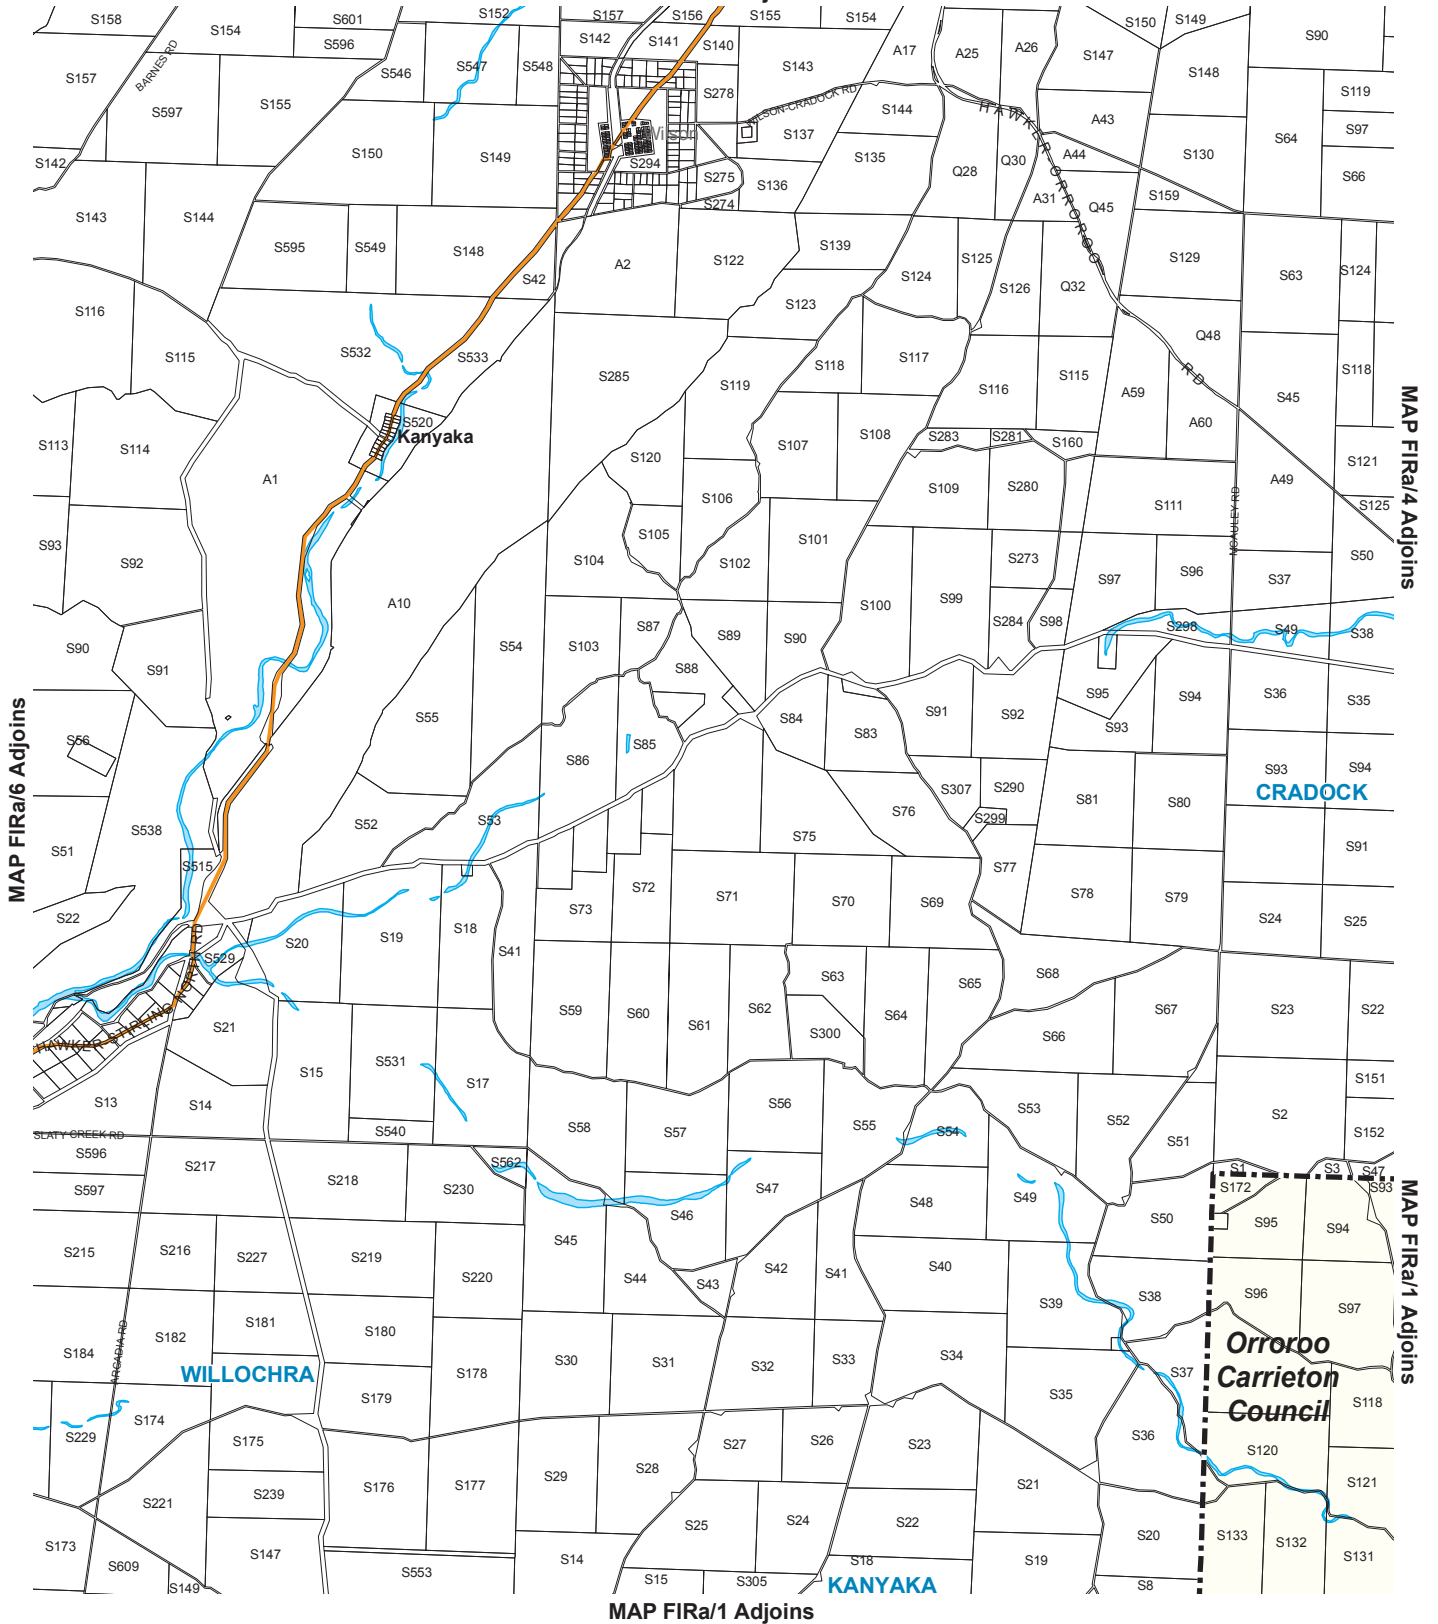 S158
S154
S601
S152
S157
S156
S155
S154
S150
S149
S90
S596
S142
S141
S140
A17
A25
A26
S147
S157
BARNES RD
S546
S547
S548
S143
S148
S597
S155
S278
WILSON-CRADOCK RD
S144
HAWKER ORROROO RD
A43
S119
S142
S150
S149
Wilson
S294
S137
S135
S64
S97
Q30
A44
S130
S66
S275
S136
Q28
S274
A31
Q45
S159
S143
S144
S595
S549
S148
S42
A2
S122
S139
S124
S125
S126
Q32
S129
S63
S124
S116
S123
S115
S532
S533
S285
S119
S118
S117
S116
S115
Q48
A59
S118
S45
MAP FIRa/4 Adjoins
S113
S114
S520
Kanyaka
S120
S107
S108
S283
S281
S160
A60
A1
S106
S109
S280
S111
A49
S121
S125
MCAULEY RD
S93
S92
S104
S105
S102
S101
S273
S97
S96
S37
S50
A10
S100
S99
S284
S98
S298
S49
S38
S90
S91
S54
S103
S87
S89
S90
S88
S95
S94
S36
S35
MAP FIRa/6 Adjoins
S56
S55
S86
S85
S84
S83
S91
S92
S93
S93
S94
CRADOCK
S538
S52
S53
S75
S76
S307
S290
S299
S81
S80
S51
S515
S77
S91
S22
S72
S71
S70
S69
S78
S79
S73
S24
S25
S20
S19
S18
S41
S529
HAWKER STIRLING NORTH RD
S63
S65
S68
S67
S21
S59
S60
S61
S62
S64
S300
S66
S23
S22
S15
S531
S17
S13
S14
S540
S58
S57
S56
S55
S54
S53
S52
S51
S2
S151
S152
SLATY CREEK RD
S596
S217
S218
S562
S230
S597
S47
S48
S49
S50
S1
S3
S47
S172
S93
MAP FIRa/1 Adjoins
S215
S216
S227
S219
S220
S45
S46
S44
S43
S42
S41
S40
S39
S38
S95
S94
S96
S97
S184
ARCADIA RD
S182
S181
S180
S178
S30
S31
S32
S33
S34
S37
Orroroo
Carrieton
Council
WILLOCHRA
S179
S35
S118
S229
S174
S175
S29
S28
S27
S26
S23
S36
S120
S221
S239
S176
S177
S21
S121
S25
S24
S22
S20
S133
S132
S131
S173
S609
S149
S147
S553
S14
S15
S305
S18
KANYAKA
S19
S8
MAP FIRa/1 Adjoins